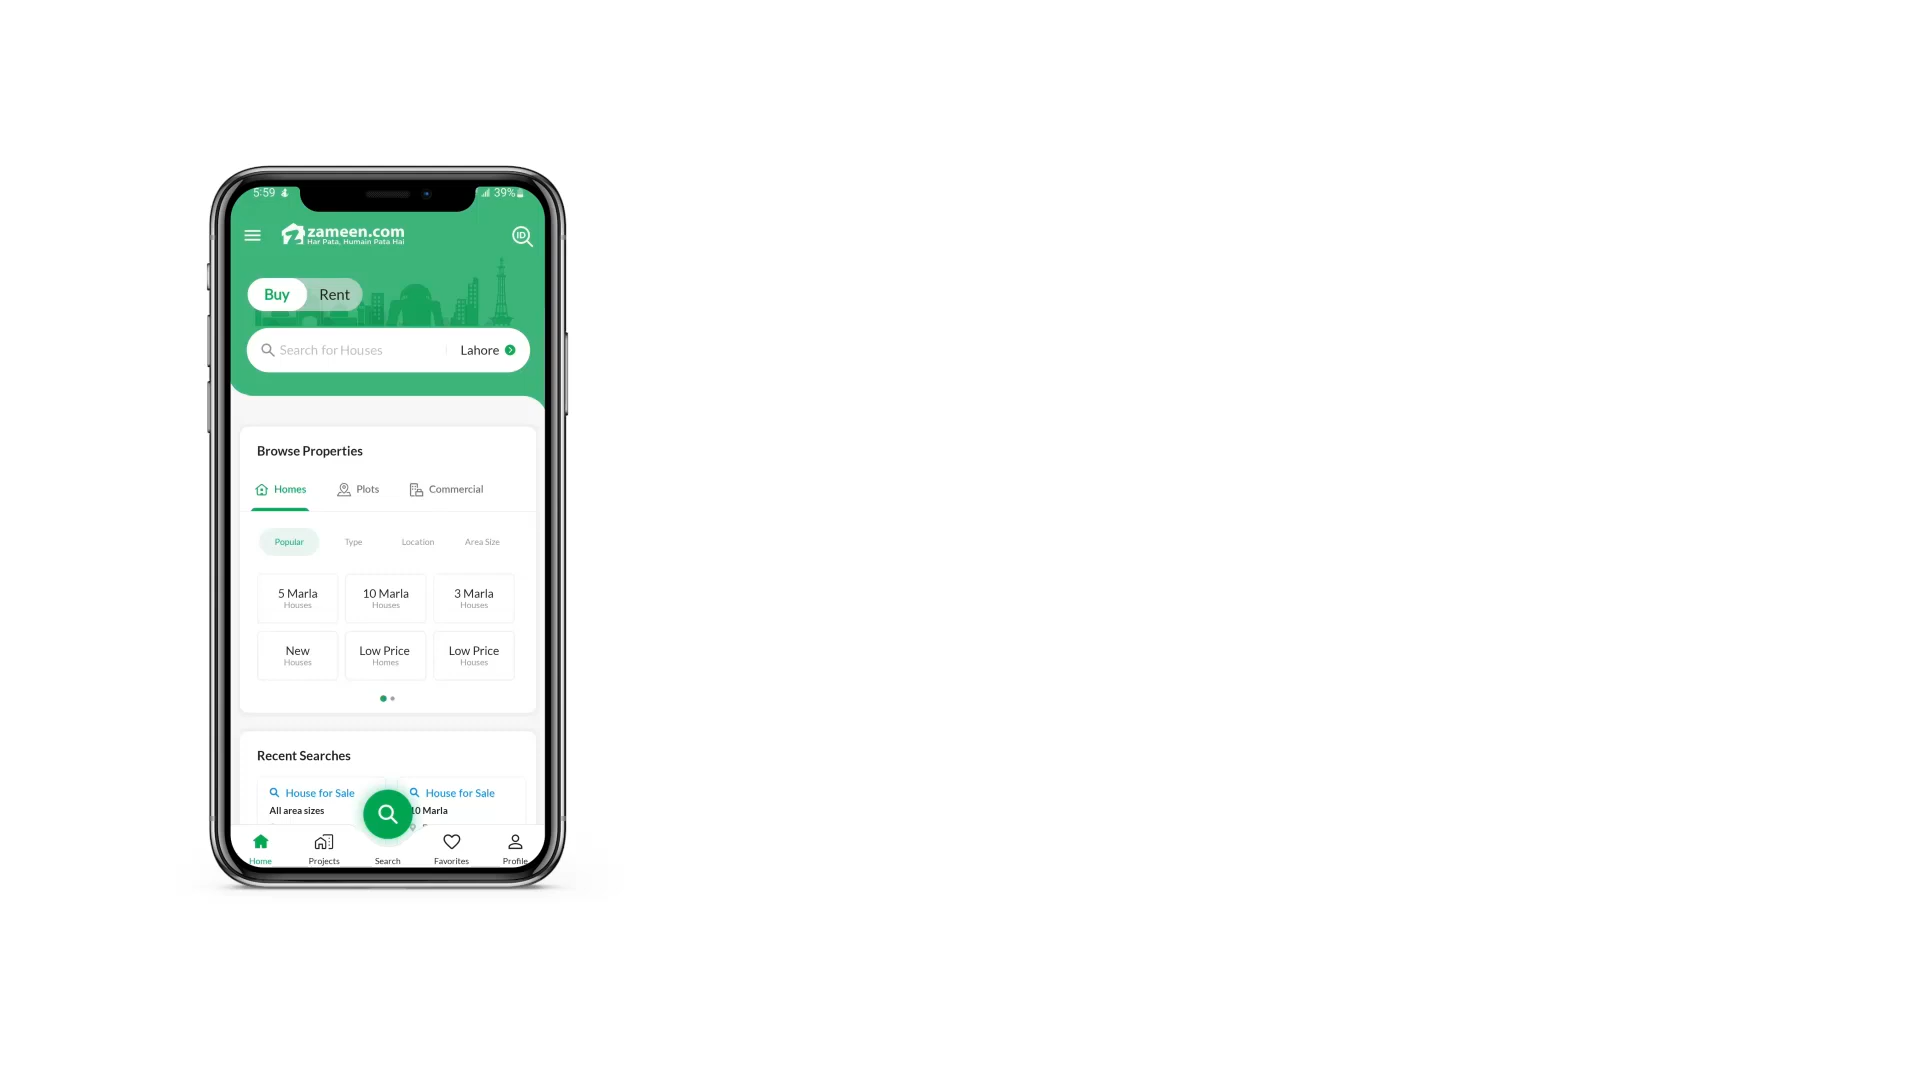 5:59
39%
zameen.com
Har Pata, Humain Pata Hai
ID
Buy
Rent
Search for Houses
Lahore
Browse Properties
Homes
Plots
Commercial
Popular
Type
Location
Area Size
5 Marla
Houses
10 Marla
Houses
3 Marla
Houses
New
Houses
Low Price
Homes
Low Price
Houses
Recent Searches
House for Sale
All area sizes
House for Sale
10 Marla
Home
Projects
Search
Favorites
Profile